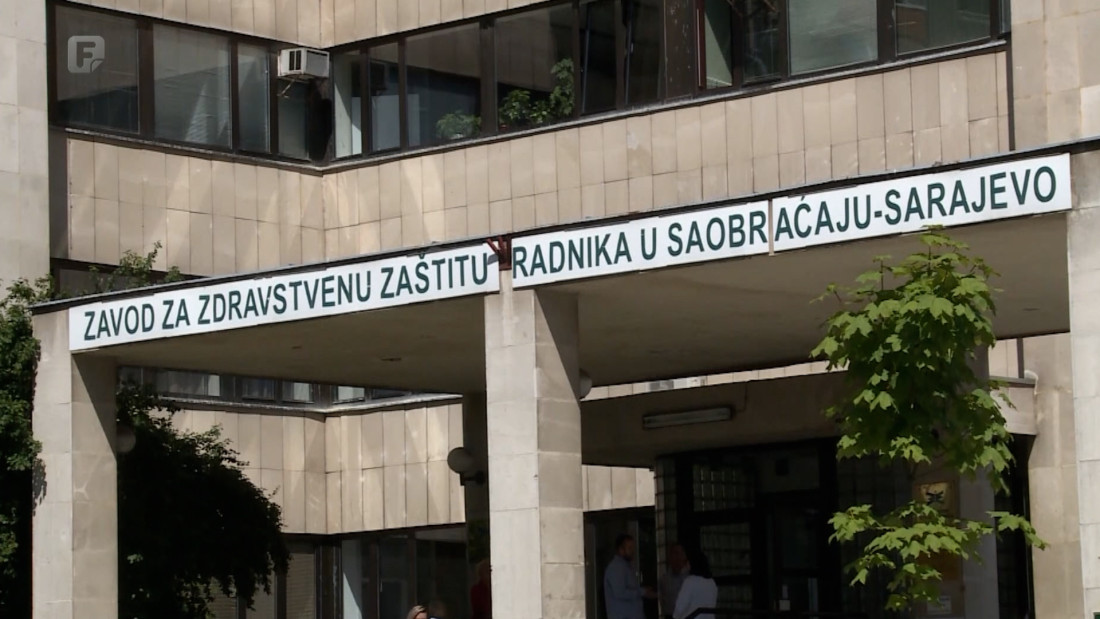 F
ZAVOD ZA ZDRAVSTVENU ZAŠTITU RADNIKA U SAOBRAĆAJU-SARAJEVO